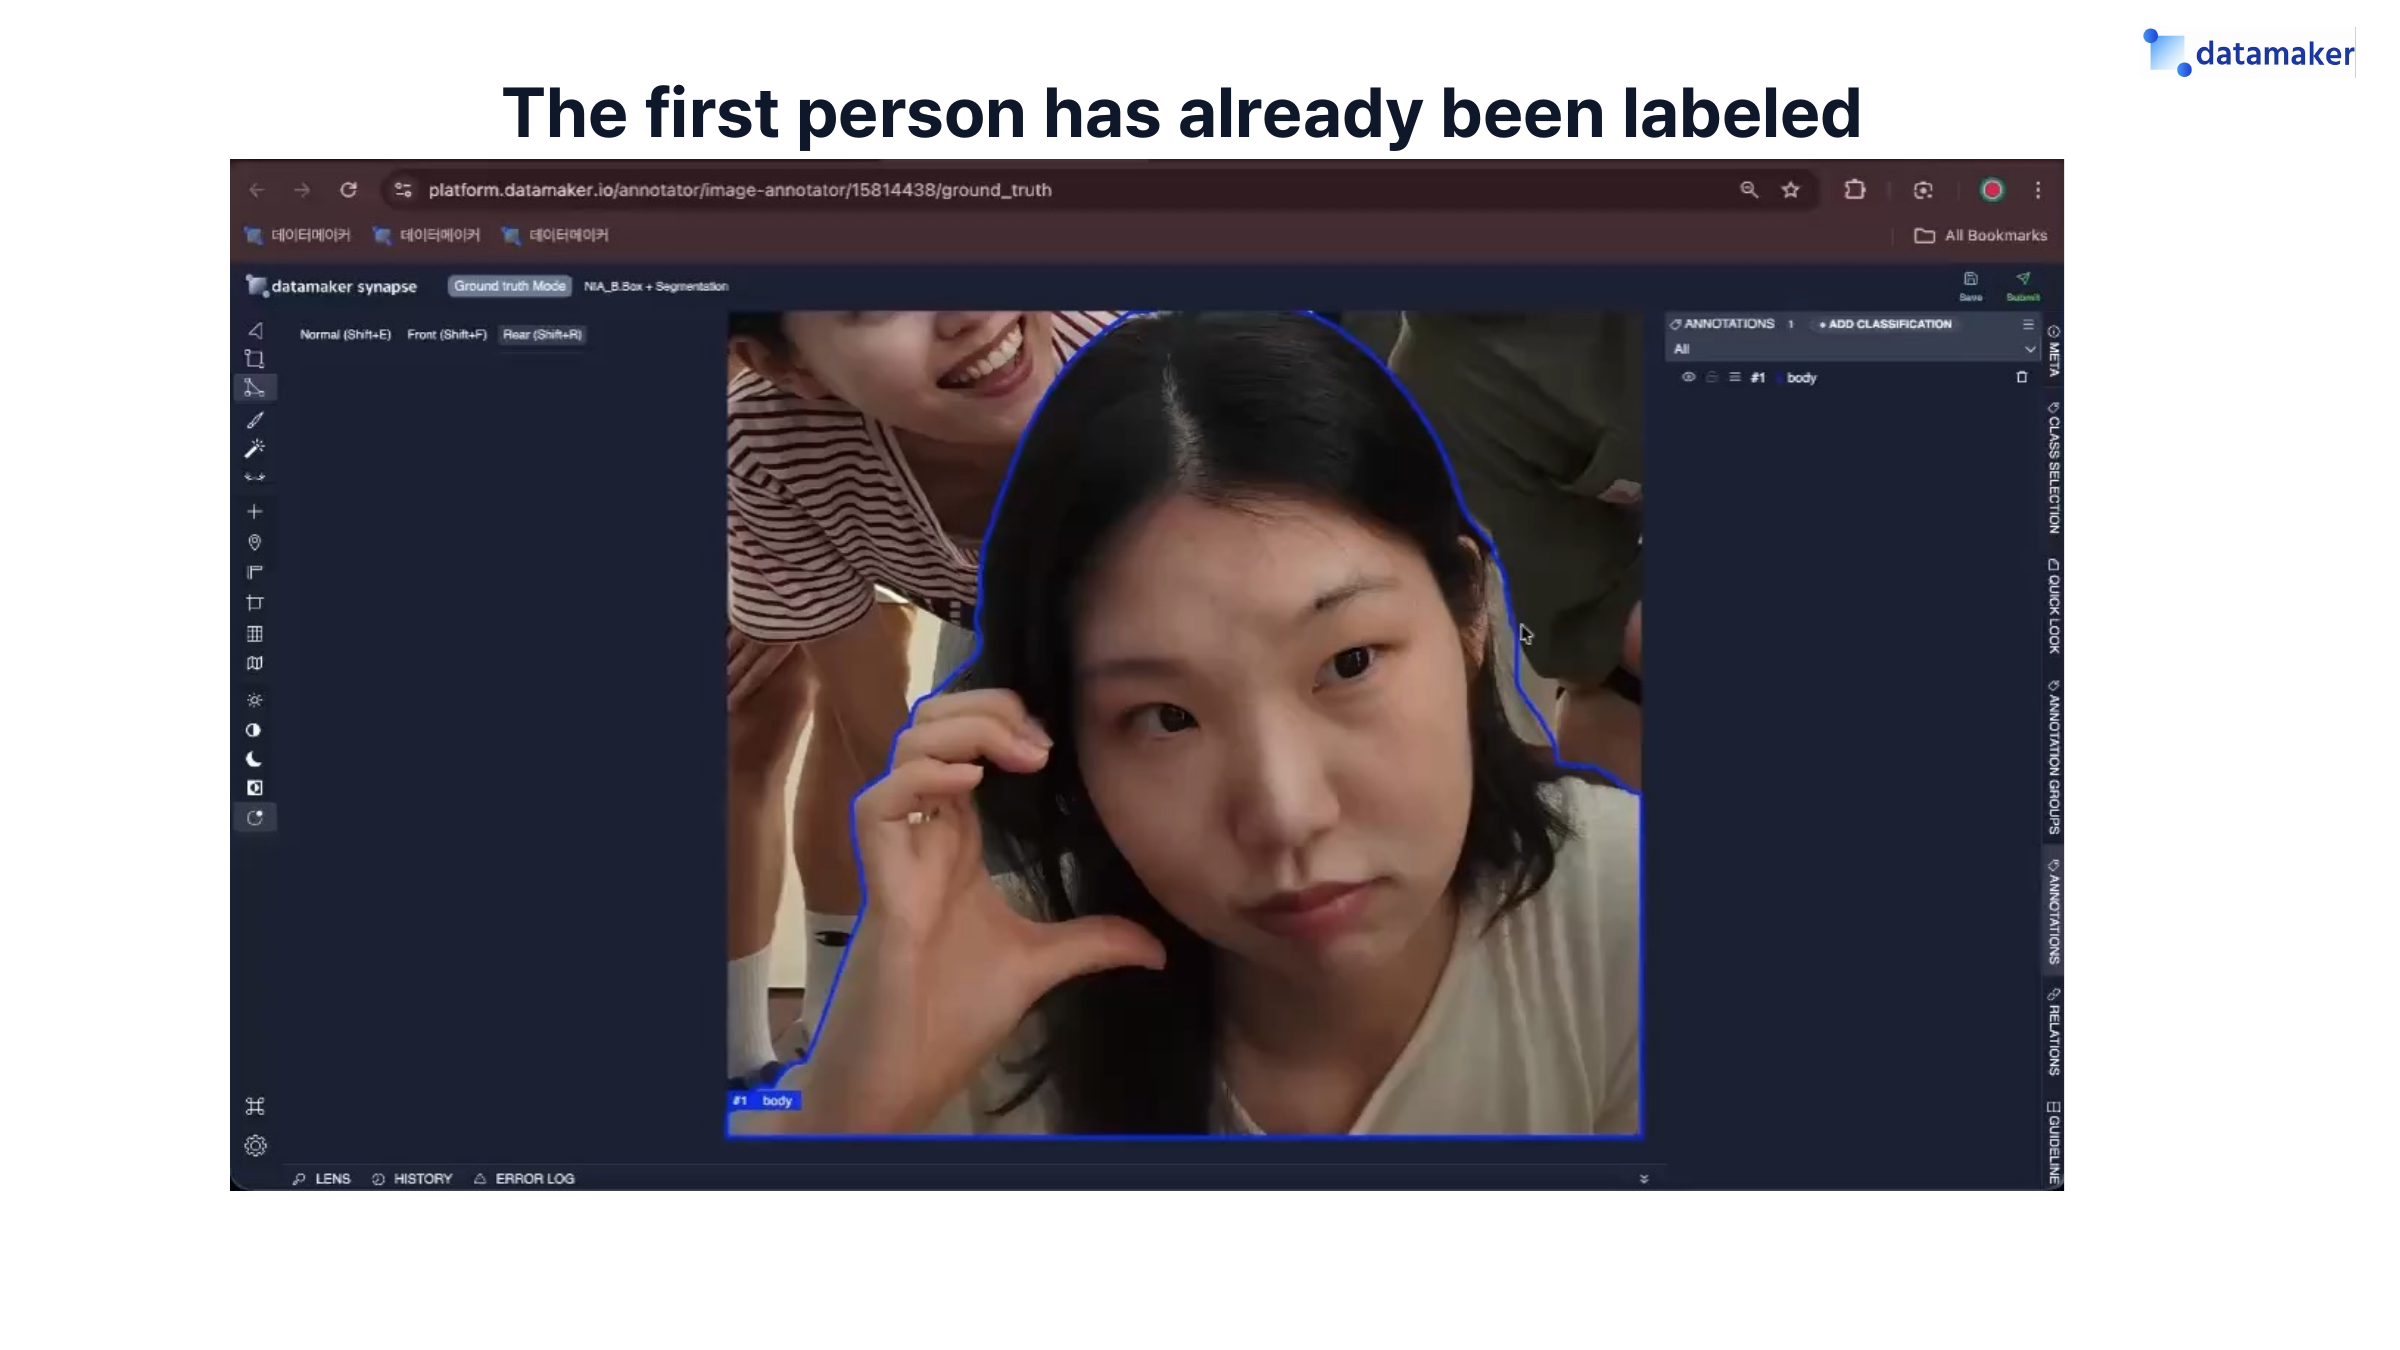 datamaker
The first person has already been labeled
platform.datamaker.io/annotator/image-annotator/15814438/ground_truth
데이터메이커 데이터메이커 데이터메이커 All Bookmarks
datamaker synapse Ground truth Mode NIA_B.Box + Segmentation Save Submit
Normal (Shift+E) Front (Shift+F) Rear (Shift+R)
ANNOTATIONS 1 + ADD CLASSIFICATION
All
#1 body
META
CLASS SELECTION
QUICK LOOK
ANNOTATION GROUPS
ANNOTATIONS
RELATIONS
GUIDELINE
#1 body
LENS HISTORY ERROR LOG